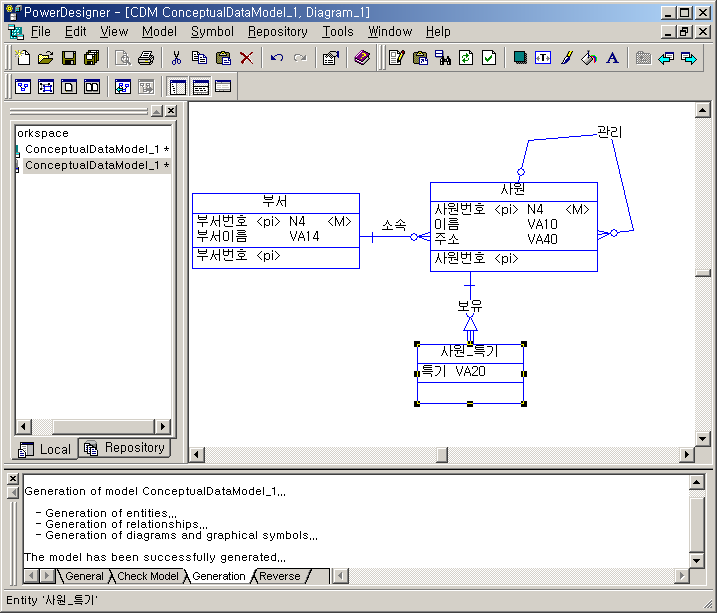 PowerDesigner - [CDM ConceptualDataModel_1, Diagram_1]
File Edit View Model Symbol Repository Tools Window Help
orkspace
ConceptualDataModel_1 *
ConceptualDataModel_1 *
Local Repository
관리
부서
부서번호 <pi> N4 <M>
부서이름 VA14
부서번호 <pi>
소속
사원
사원번호 <pi> N4 <M>
이름 VA10
주소 VA40
사원번호 <pi>
보유
사원_특기
특기 VA20
Generation of model ConceptualDataModel_1...
- Generation of entities...
- Generation of relationships...
- Generation of diagrams and graphical symbols...
The model has been successfully generated...
General Check Model Generation Reverse
Entity '사원_특기'